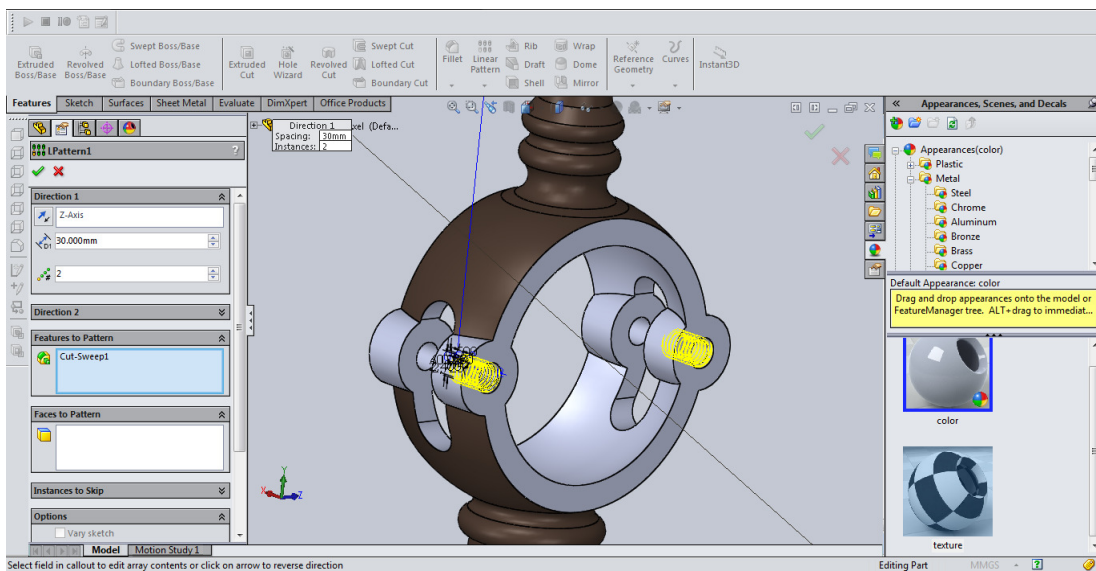 Extruded Boss/Base
Revolved Boss/Base
Swept Boss/Base
Lofted Boss/Base
Boundary Boss/Base
Extruded Cut
Hole Wizard
Revolved Cut
Swept Cut
Lofted Cut
Boundary Cut
Fillet
Linear Pattern
Rib
Draft
Shell
Wrap
Dome
Mirror
Reference Geometry
Curves
Instant3D
Features
Sketch
Surfaces
Sheet Metal
Evaluate
DimXpert
Office Products
LPattern1
?
Direction 1
Z-Axis
D1
30.000mm
2
Direction 2
Features to Pattern
Cut-Sweep1
Faces to Pattern
Instances to Skip
Options
Vary sketch
Direction 1
Spacing: 30mm
Instances: 2
xel (Defa...
Y
X
Z
Appearances, Scenes, and Decals
Appearances(color)
Plastic
Metal
Steel
Chrome
Aluminum
Bronze
Brass
Copper
Default Appearance: color
Drag and drop appearances onto the model or
FeatureManager tree. ALT+drag to immediat...
color
texture
Model
Motion Study 1
Select field in callout to edit array contents or click on arrow to reverse direction
Editing Part
MMGS
?